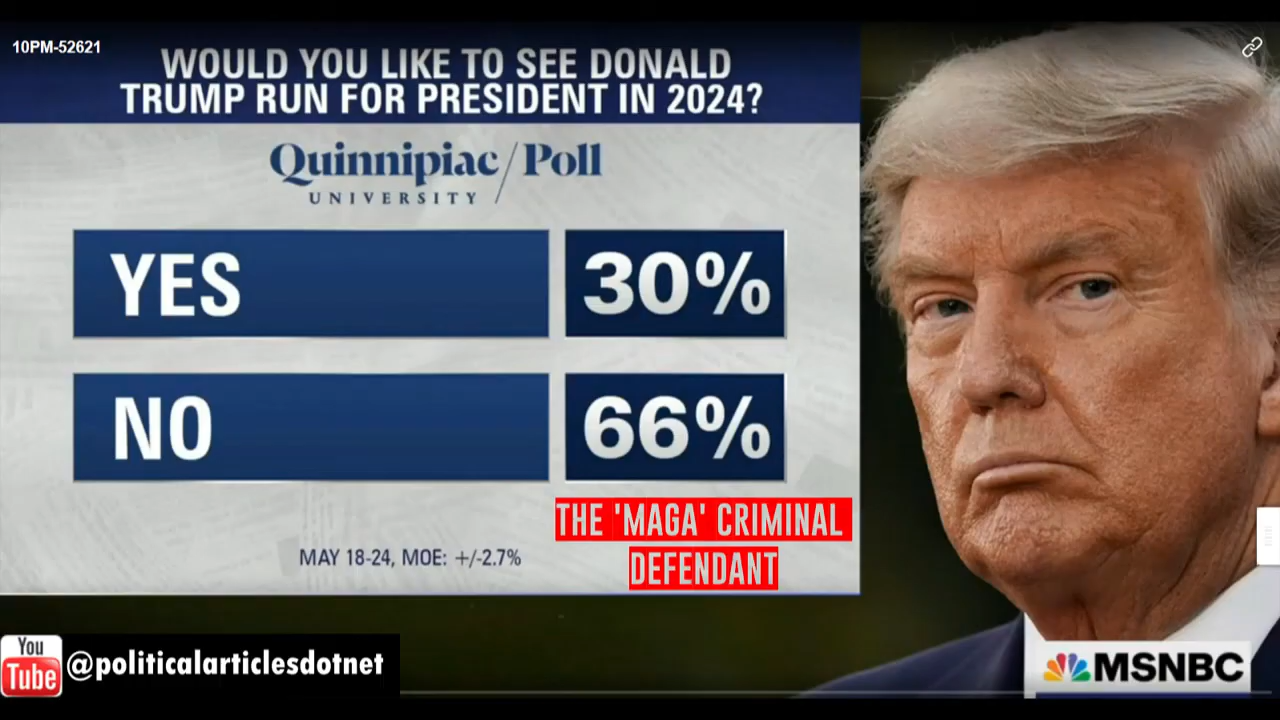 10PM-52621
WOULD YOU LIKE TO SEE DONALD
TRUMP RUN FOR PRESIDENT IN 2024?
Quinnipiac / Poll
UNIVERSITY
YES 30%
NO 66%
THE 'MAGA' CRIMINAL
DEFENDANT
MAY 18-24, MOE: +/-2.7%
You
Tube
@politicalarticlesdotnet
MSNBC